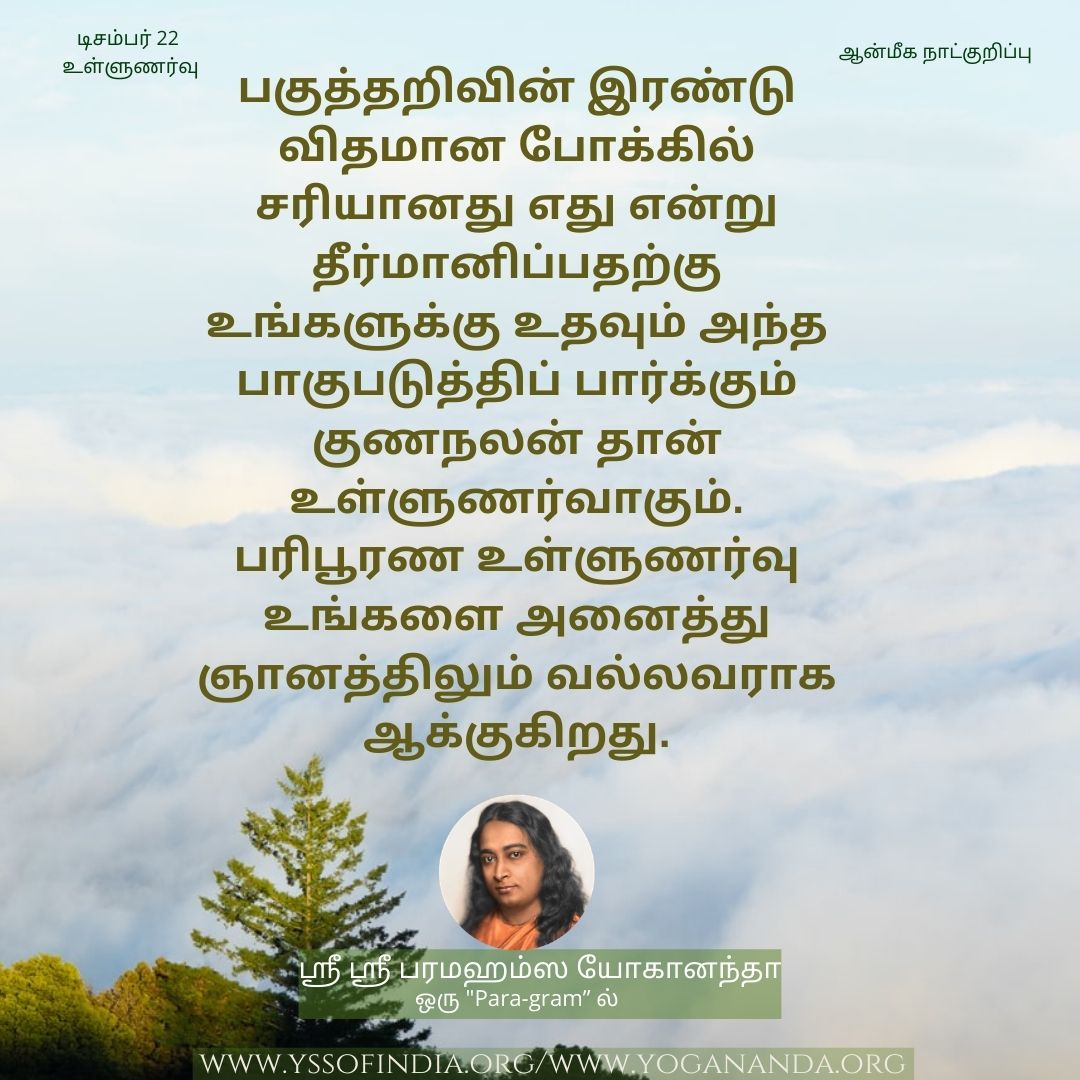 டிசம்பர் 22
உள்ளுணர்வு
ஆன்மீக நாட்குறிப்பு
பகுத்தறிவின் இரண்டு
விதமான போக்கில்
சரியானது எது என்று
தீர்மானிப்பதற்கு
உங்களுக்கு உதவும் அந்த
பாகுபடுத்திப் பார்க்கும்
குணநலன் தான்
உள்ளுணர்வாகும்.
பரிபூரண உள்ளுணர்வு
உங்களை அனைத்து
ஞானத்திலும் வல்லவராக
ஆக்குகிறது.
ஸ்ரீ ஸ்ரீ பரமஹம்ஸ யோகானந்தா
ஒரு "Para-gram” ல்
WWW.YSSOFINDIA.ORG/WWW.YOGANANDA.ORG